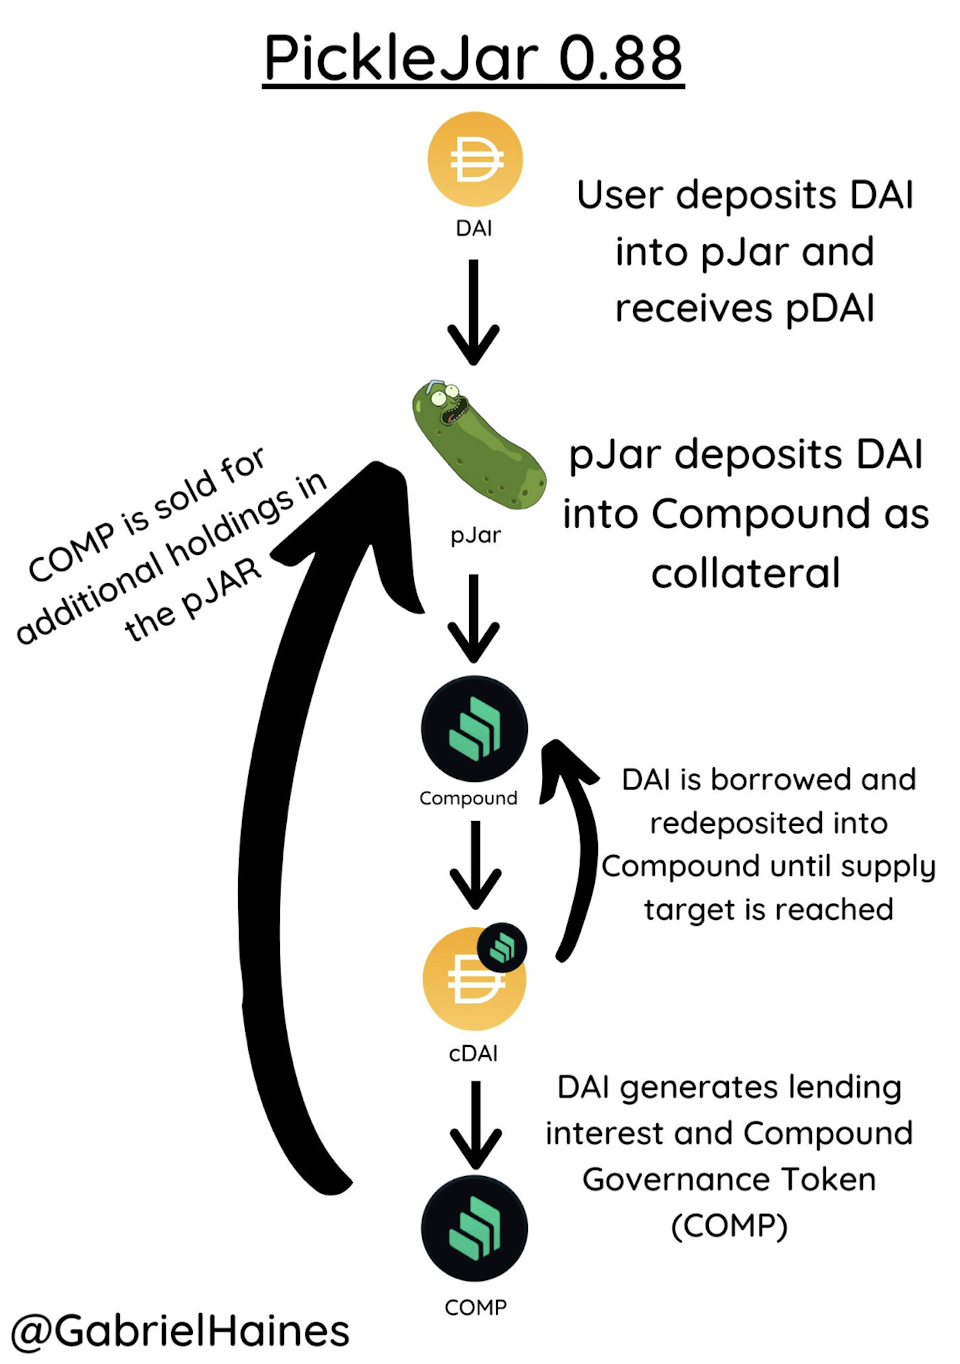 PickleJar 0.88
DAI
User deposits DAI
into pJar and
receives pDAI
pJar
pJar deposits DAI
into Compound as
collateral
COMP is sold for
additional holdings in
the pJAR
Compound
DAI is borrowed and
redeposited into
Compound until supply
target is reached
cDAI
DAI generates lending
interest and Compound
Governance Token
(COMP)
COMP
@GabrielHaines